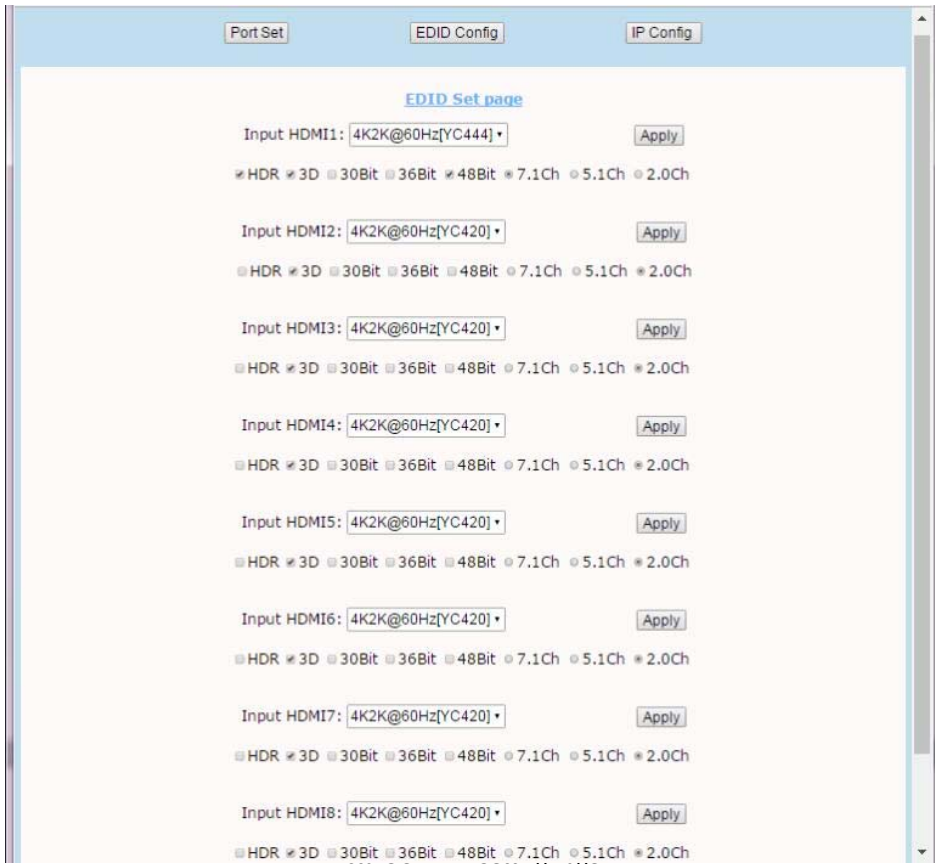 Port Set EDID Config IP Config
EDID Set page
Input HDMI1: 4K2K@60Hz[YC444] Apply
HDR 3D 30Bit 36Bit 48Bit 7.1Ch 5.1Ch 2.0Ch
Input HDMI2: 4K2K@60Hz[YC420] Apply
HDR 3D 30Bit 36Bit 48Bit 7.1Ch 5.1Ch 2.0Ch
Input HDMI3: 4K2K@60Hz[YC420] Apply
HDR 3D 30Bit 36Bit 48Bit 7.1Ch 5.1Ch 2.0Ch
Input HDMI4: 4K2K@60Hz[YC420] Apply
HDR 3D 30Bit 36Bit 48Bit 7.1Ch 5.1Ch 2.0Ch
Input HDMI5: 4K2K@60Hz[YC420] Apply
HDR 3D 30Bit 36Bit 48Bit 7.1Ch 5.1Ch 2.0Ch
Input HDMI6: 4K2K@60Hz[YC420] Apply
HDR 3D 30Bit 36Bit 48Bit 7.1Ch 5.1Ch 2.0Ch
Input HDMI7: 4K2K@60Hz[YC420] Apply
HDR 3D 30Bit 36Bit 48Bit 7.1Ch 5.1Ch 2.0Ch
Input HDMI8: 4K2K@60Hz[YC420] Apply
HDR 3D 30Bit 36Bit 48Bit 7.1Ch 5.1Ch 2.0Ch